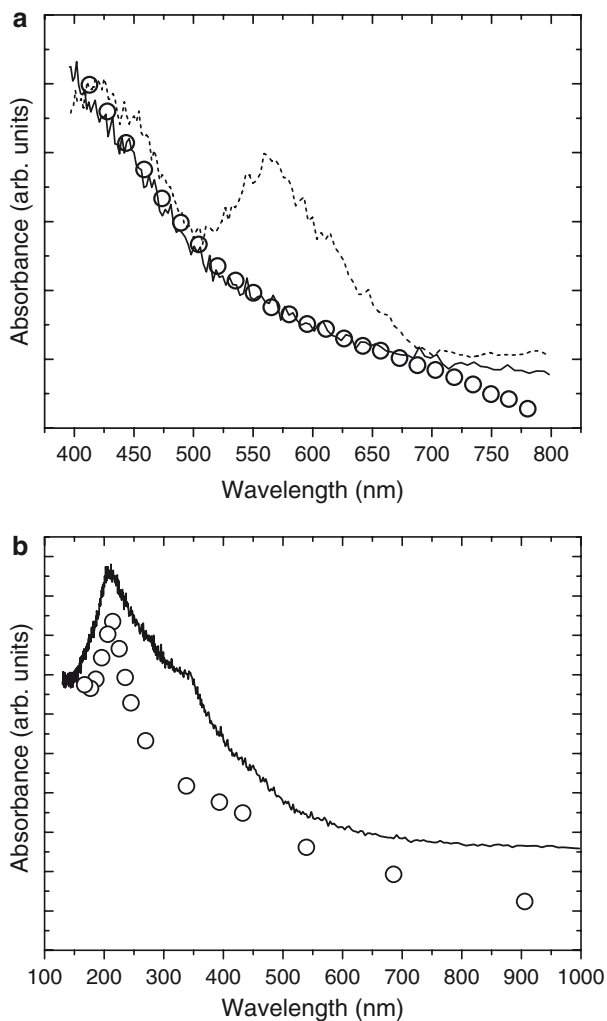 a
Absorbance (arb. units)
400 450 500 550 600 650 700 750 800
Wavelength (nm)
b
Absorbance (arb. units)
100 200 300 400 500 600 700 800 900 1000
Wavelength (nm)